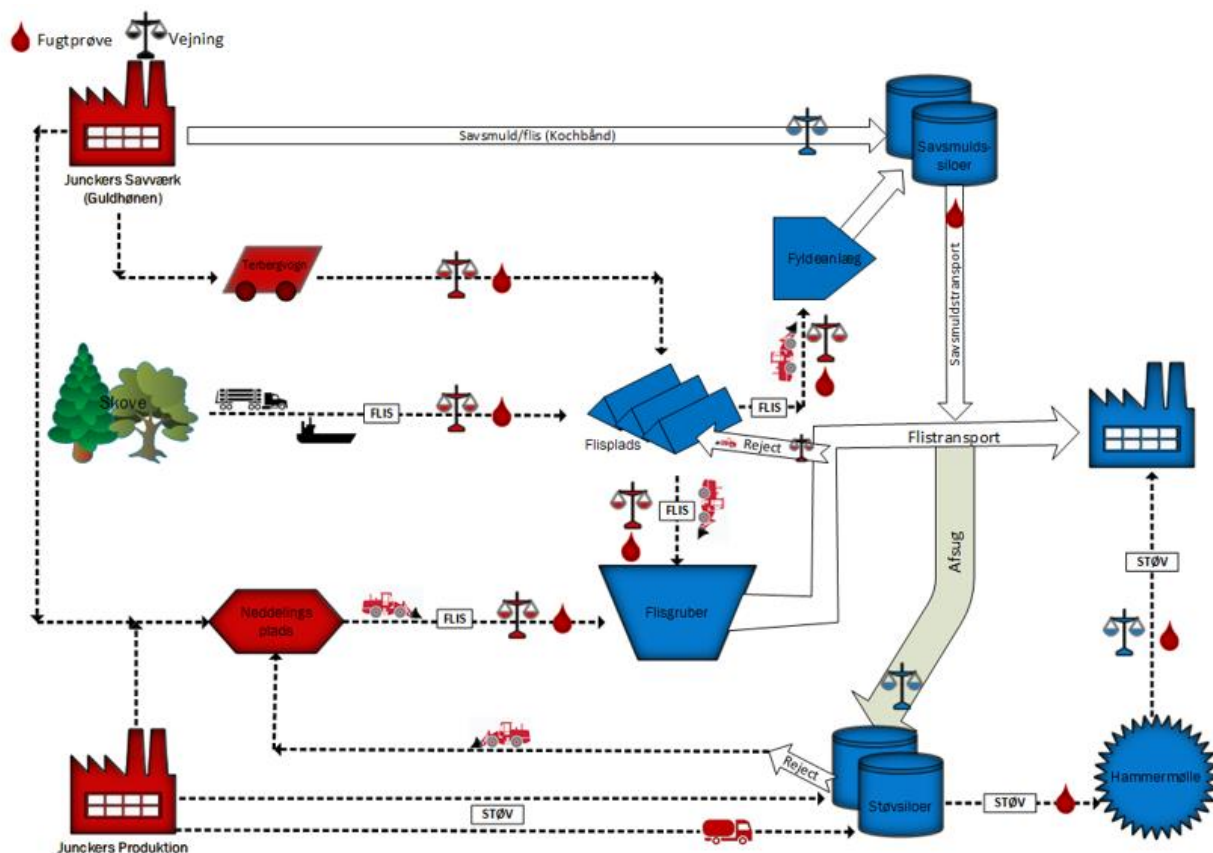 Fugtprøve
Vejning
Savsmuld/flis (Kochbånd)
Savsmulds-
siloer
Junckers Savværk
(Guldhønen)
Terbergvogn
Fyldeanlæg
Savsmuldstransport
Skove
FLIS
Flisplads
FLIS
Reject
Flistransport
FLIS
Afsug
STØV
Neddelings
plads
FLIS
Flisgruber
Reject
Støvsiloer
STØV
Hammermølle
STØV
Junckers Produktion